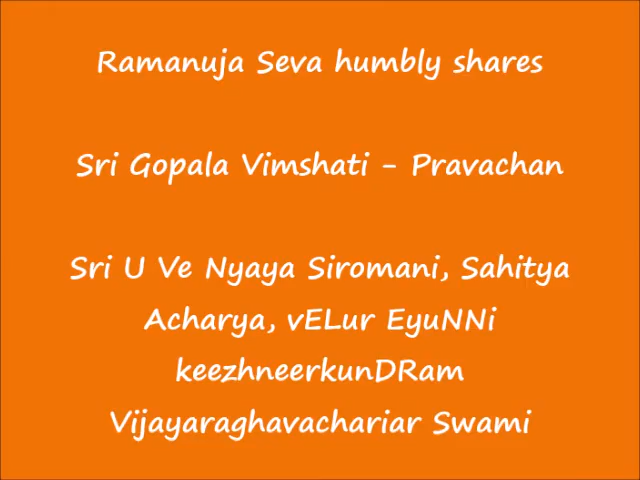 Ramanuja Seva humbly shares
Sri Gopala Vimshati - Pravachan
Sri U Ve Nyaya Siromani, Sahitya
Acharya, vELur EyuNNi
keezhneerkunDRam
Vijayaraghavachariar Swami